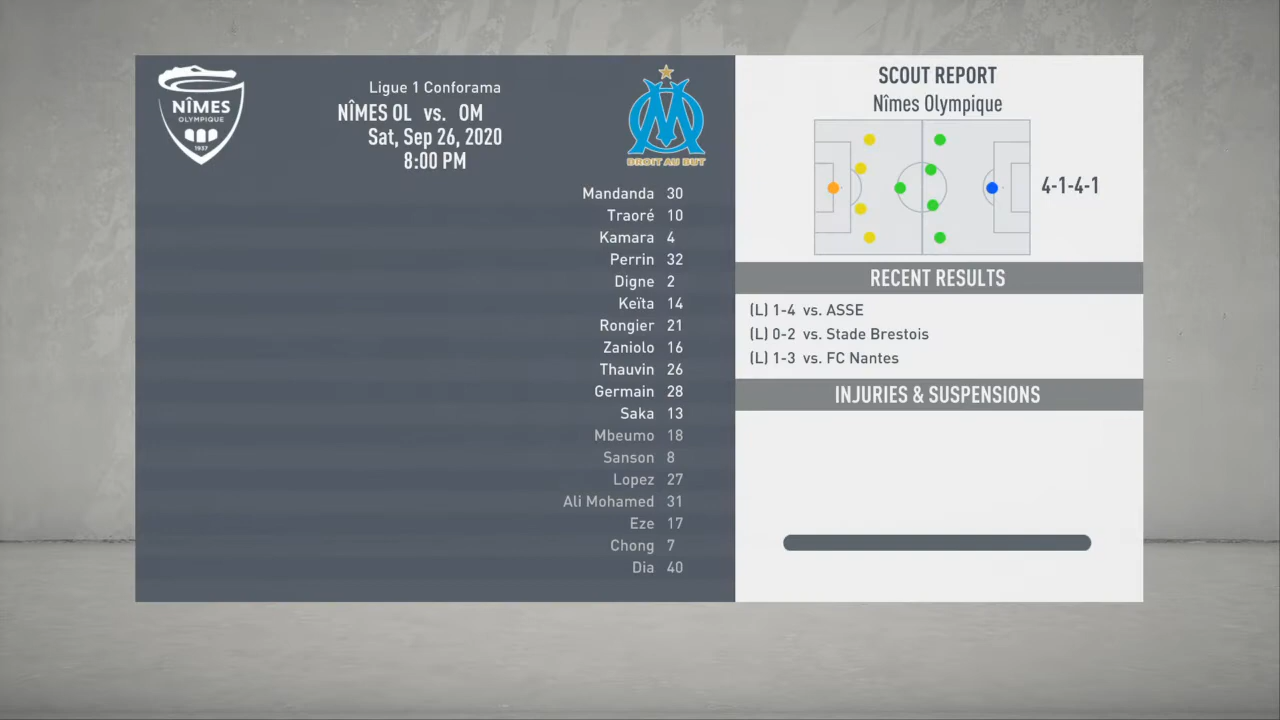 NÎMES
OLYMPIQUE
1937
Ligue 1 Conforama
NÎMES OL vs. OM
Sat, Sep 26, 2020
8:00 PM
DROIT AU BUT
Mandanda 30
Traoré 10
Kamara 4
Perrin 32
Digne 2
Keïta 14
Rongier 21
Zaniolo 16
Thauvin 26
Germain 28
Saka 13
Mbeumo 18
Sanson 8
Lopez 27
Ali Mohamed 31
Eze 17
Chong 7
Dia 40
SCOUT REPORT
Nîmes Olympique
4-1-4-1
RECENT RESULTS
(L) 1-4 vs. ASSE
(L) 0-2 vs. Stade Brestois
(L) 1-3 vs. FC Nantes
INJURIES & SUSPENSIONS